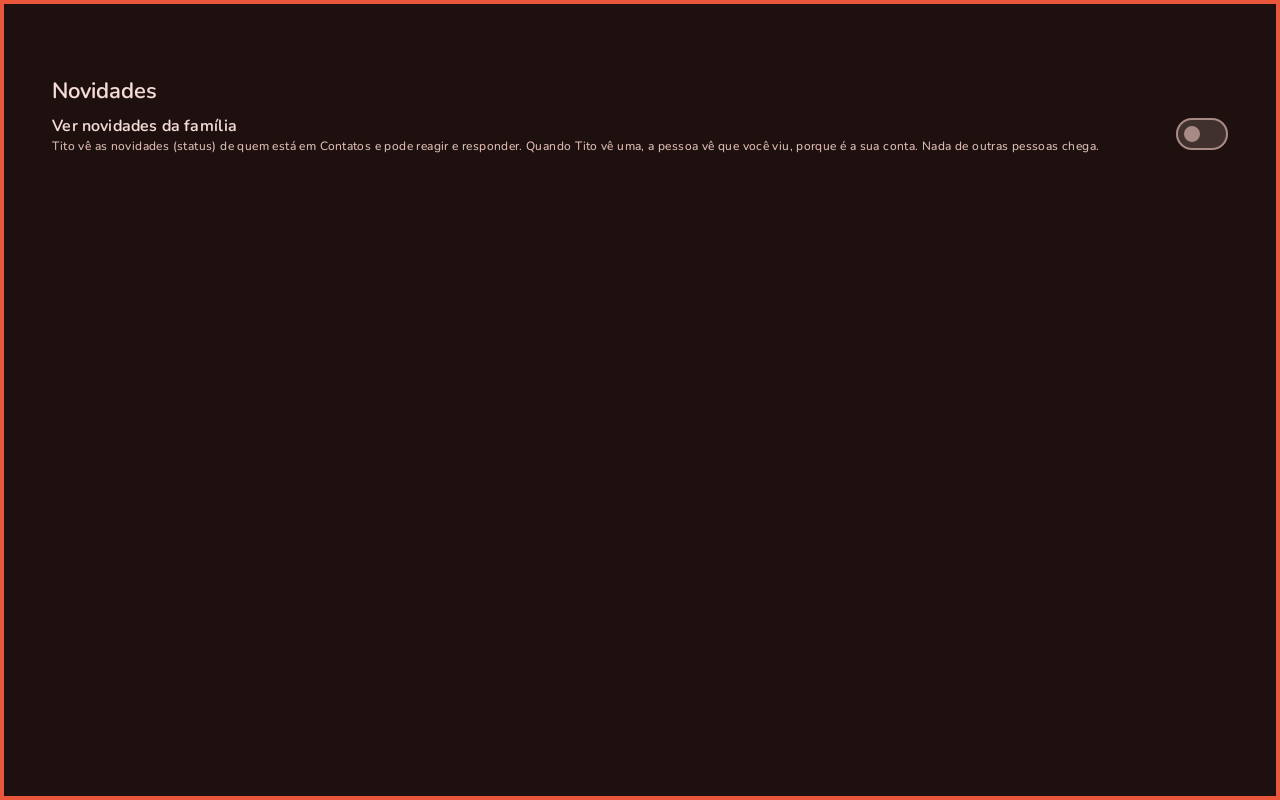 Novidades
Ver novidades da família
Tito vê as novidades (status) de quem está em Contatos e pode reagir e responder. Quando Tito vê uma, a pessoa vê que você viu, porque é a sua conta. Nada de outras pessoas chega.